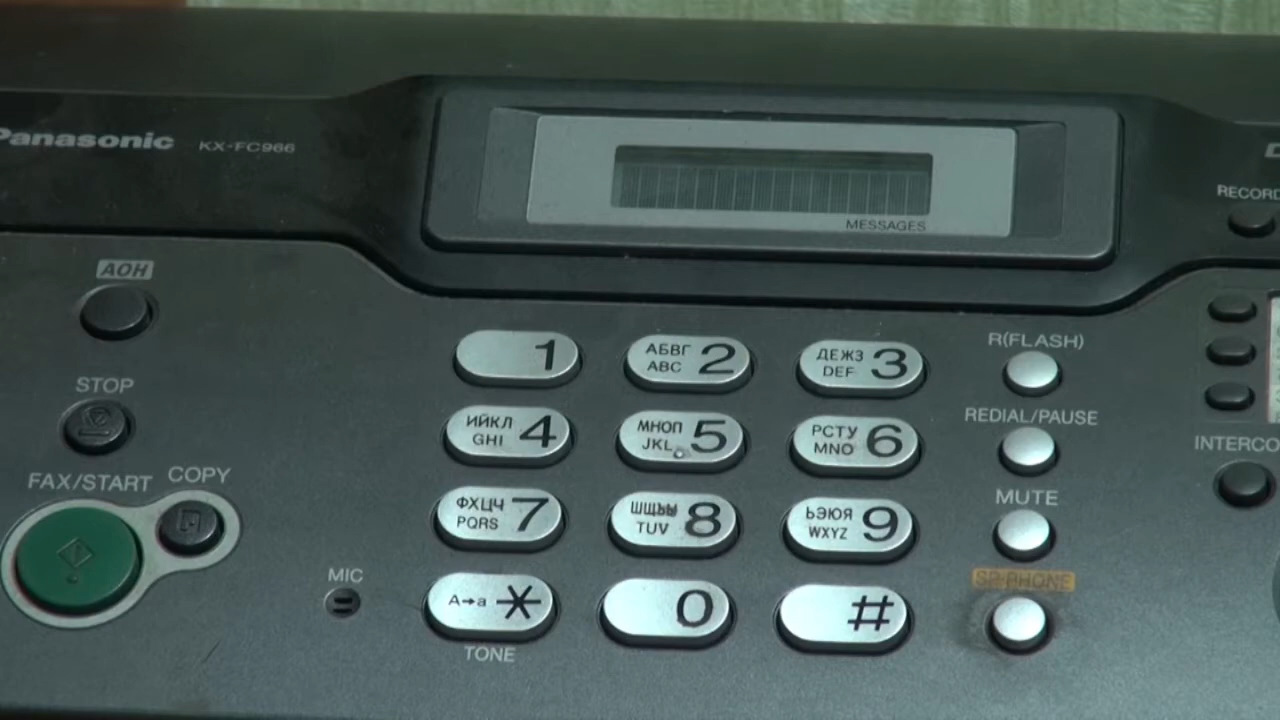 Panasonic KX-FC966
MESSAGES
RECORD
АОН
STOP
FAX/START COPY
MIC
1
АБВГ
ABC 2
ДЕЖЗ
DEF 3
ИЙКЛ
GHI 4
МНОП
JKL 5
РСТУ
MNO 6
ФХЦЧ
PQRS 7
ШЩЪЫ
TUV 8
ЬЭЮЯ
WXYZ 9
A→a *
TONE
0
#
R(FLASH)
REDIAL/PAUSE
MUTE
SP-PHONE
INTERCO